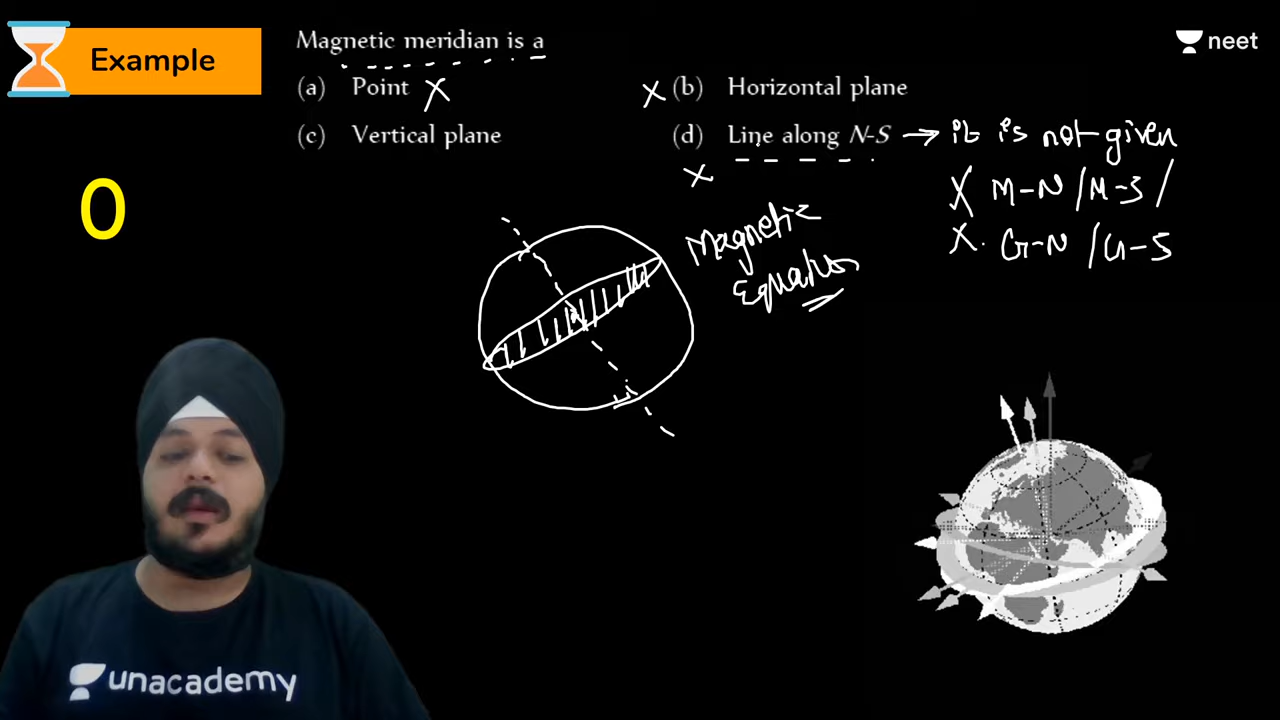 Example
Magnetic meridian is a
(a) Point X
X (b) Horizontal plane
(c) Vertical plane
(d) Line along N-S → it is not given
X
X M-N / M-S /
X. G-N / G-S
0
Magnetic
Equator
neet
unacademy